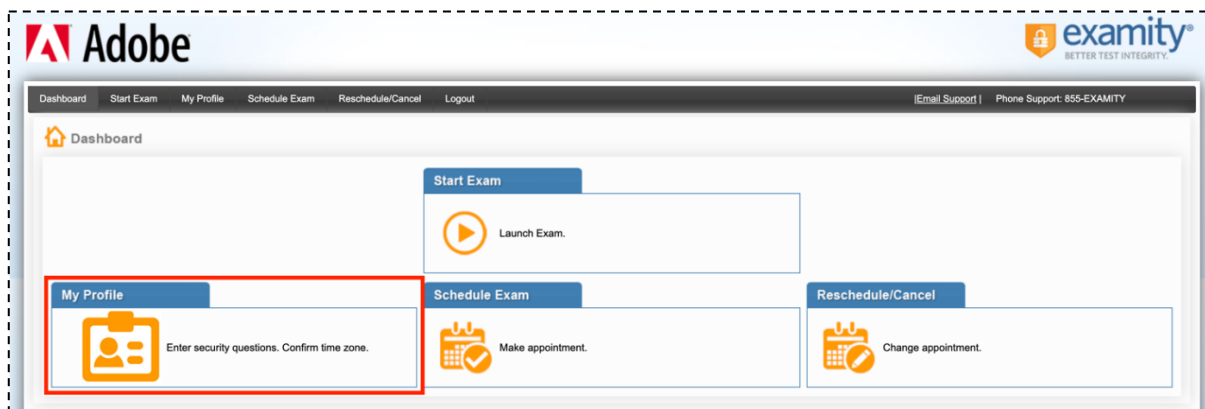 Adobe
examity®
BETTER TEST INTEGRITY.
Dashboard Start Exam My Profile Schedule Exam Reschedule/Cancel Logout |Email Support| Phone Support: 855-EXAMITY
Dashboard
Start Exam
Launch Exam.
My Profile Schedule Exam Reschedule/Cancel
Enter security questions. Confirm time zone. Make appointment. Change appointment.